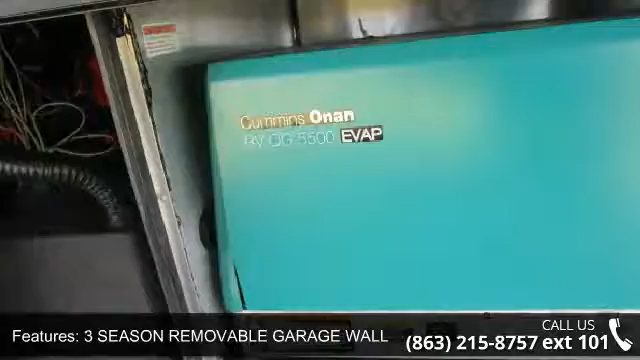 Cummins Onan
RV QG 5500 EVAP
Features: 3 SEASON REMOVABLE GARAGE WALL
CALL US
(863) 215-8757 ext 101